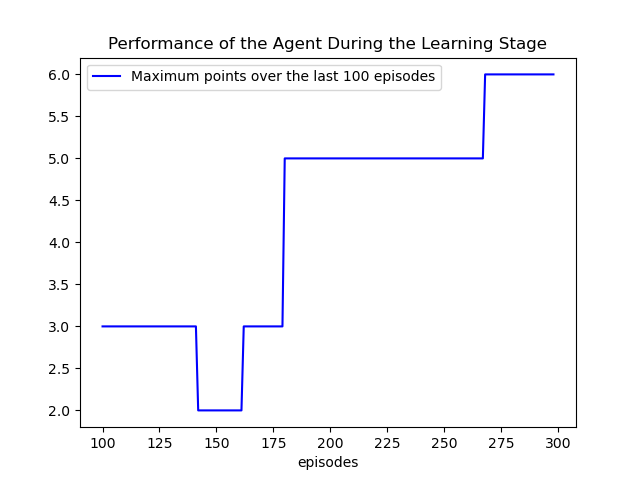 Performance of the Agent During the Learning Stage
Maximum points over the last 100 episodes
6.0
5.5
5.0
4.5
4.0
3.5
3.0
2.5
2.0
100 125 150 175 200 225 250 275 300
episodes